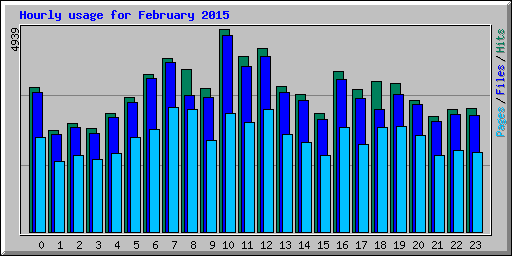 Hourly usage for February 2015
4939
Pages / Files / Hits
0 1 2 3 4 5 6 7 8 9 10 11 12 13 14 15 16 17 18 19 20 21 22 23